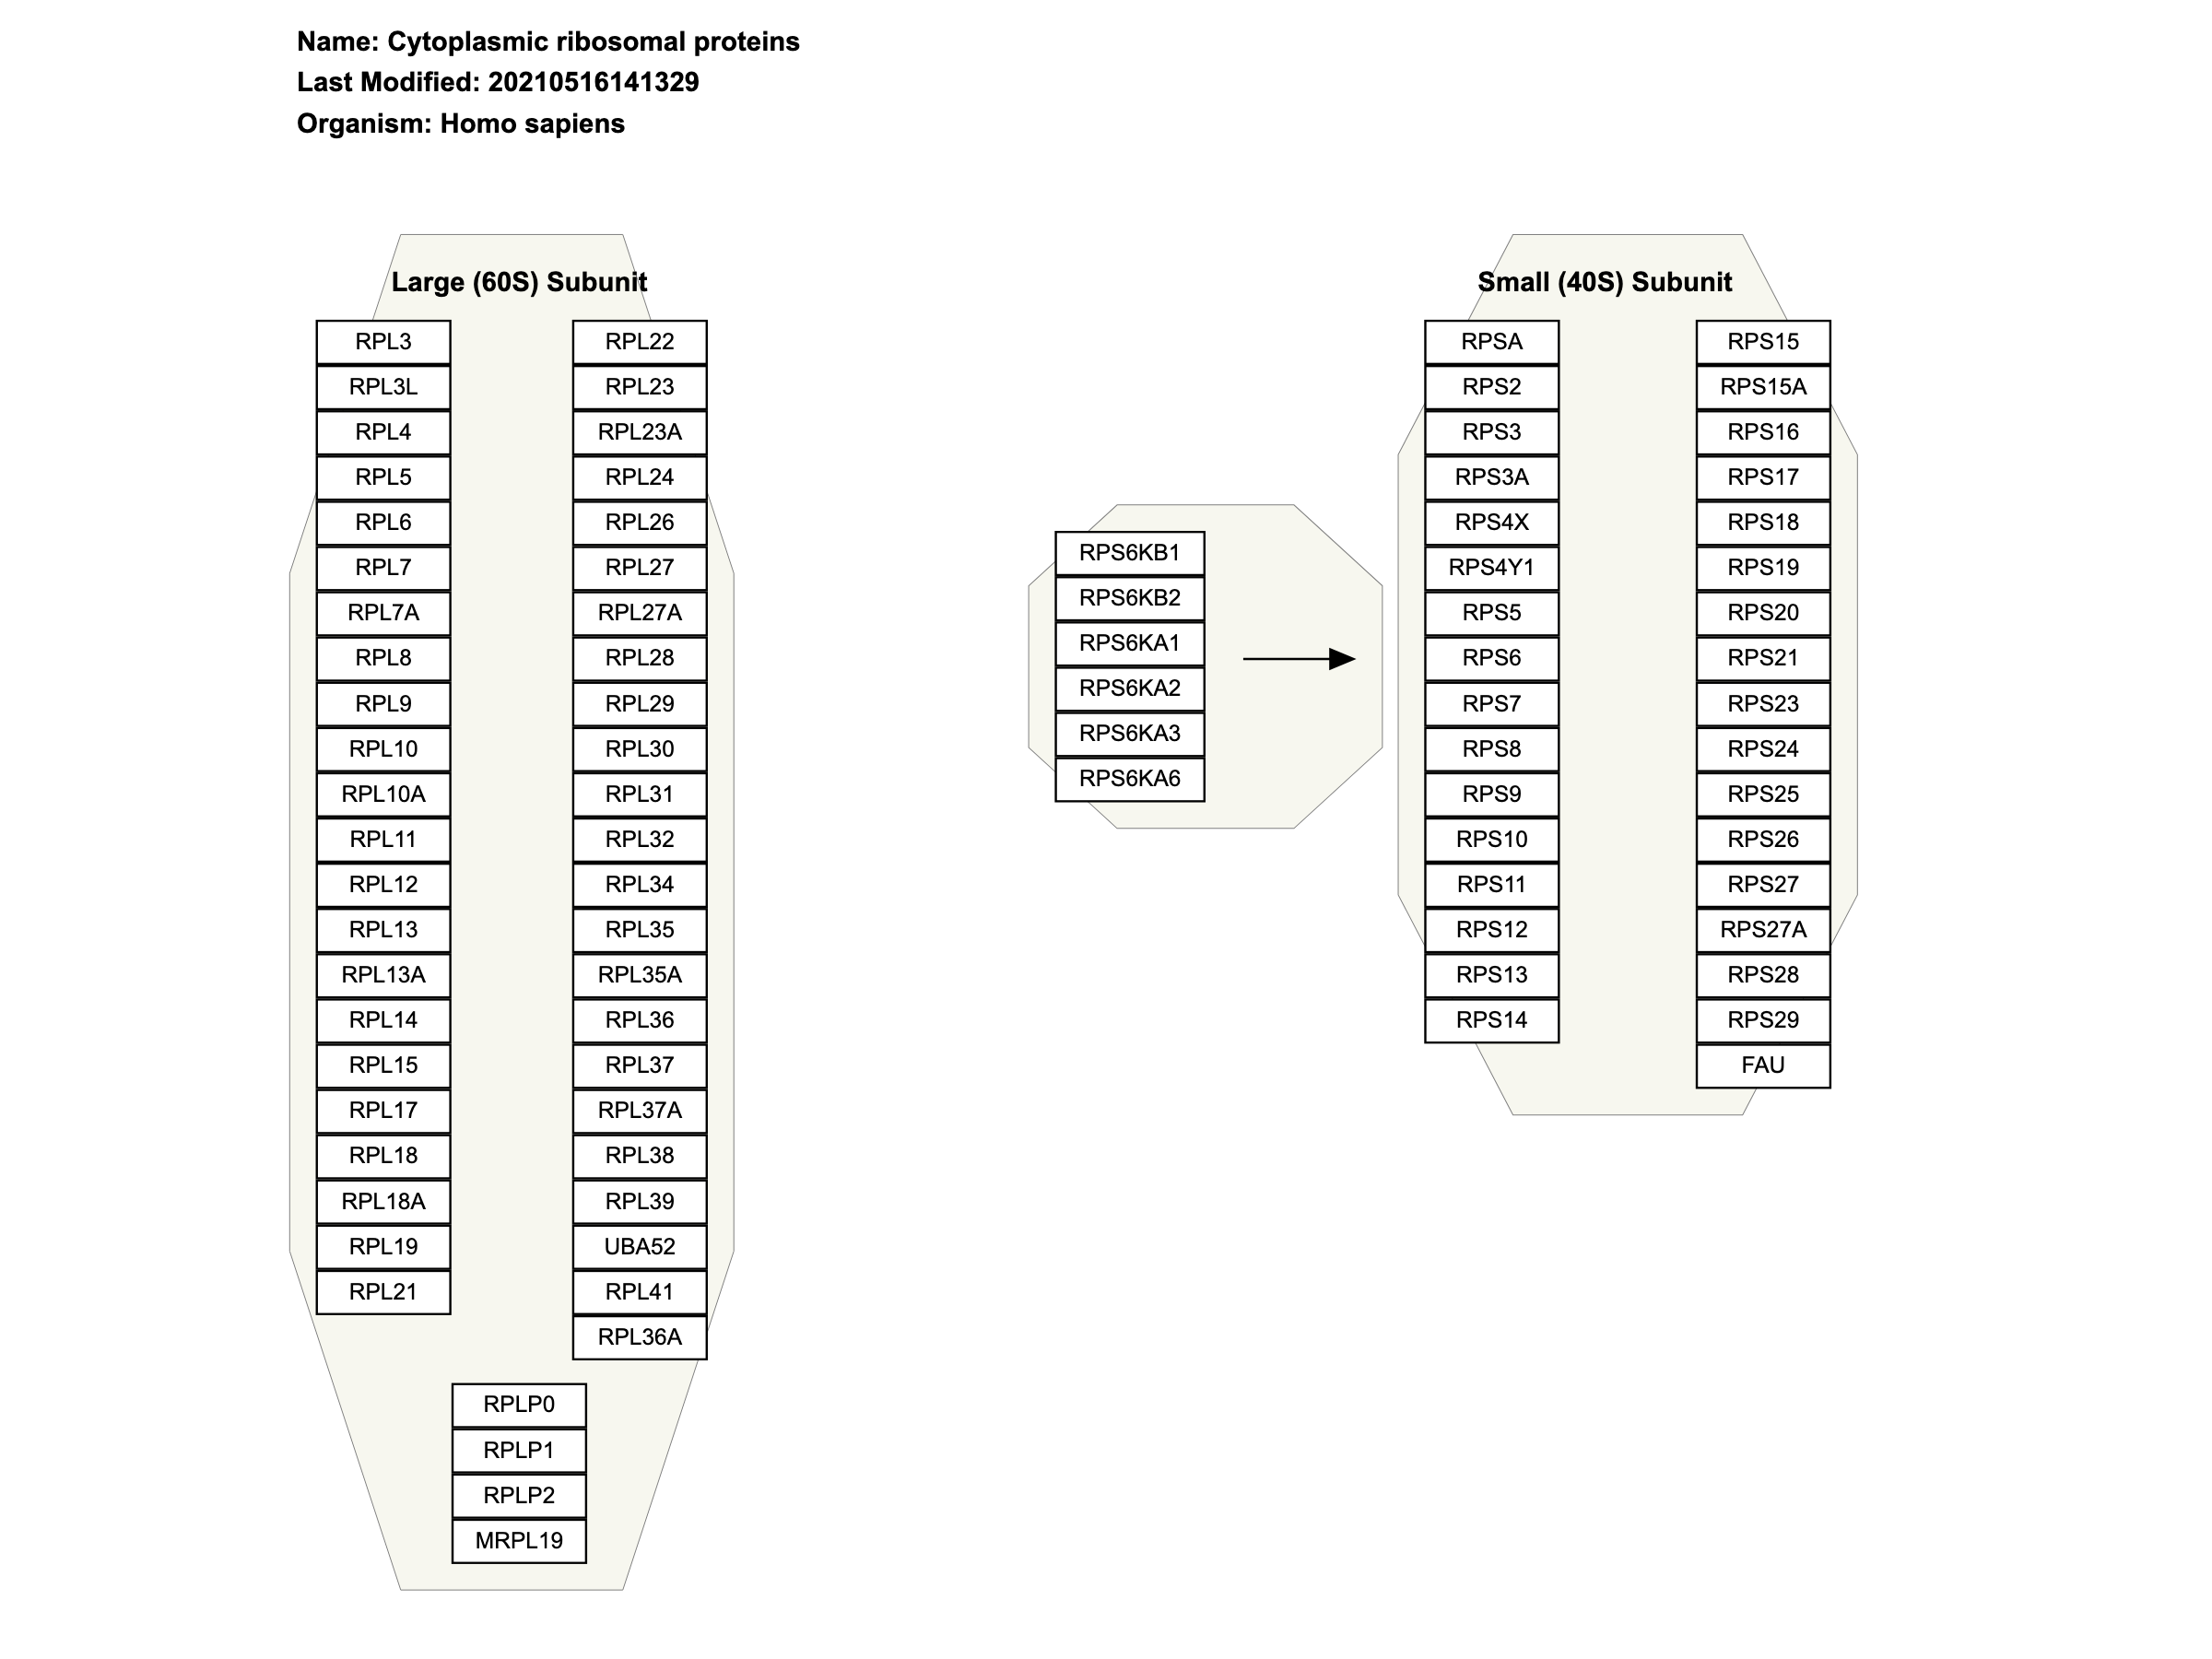 Name: Cytoplasmic ribosomal proteins
Last Modified: 20210516141329
Organism: Homo sapiens
Large (60S) Subunit
RPL3
RPL3L
RPL4
RPL5
RPL6
RPL7
RPL7A
RPL8
RPL9
RPL10
RPL10A
RPL11
RPL12
RPL13
RPL13A
RPL14
RPL15
RPL17
RPL18
RPL18A
RPL19
RPL21
RPL22
RPL23
RPL23A
RPL24
RPL26
RPL27
RPL27A
RPL28
RPL29
RPL30
RPL31
RPL32
RPL34
RPL35
RPL35A
RPL36
RPL37
RPL37A
RPL38
RPL39
UBA52
RPL41
RPL36A
RPLP0
RPLP1
RPLP2
MRPL19
RPS6KB1
RPS6KB2
RPS6KA1
RPS6KA2
RPS6KA3
RPS6KA6
Small (40S) Subunit
RPSA
RPS2
RPS3
RPS3A
RPS4X
RPS4Y1
RPS5
RPS6
RPS7
RPS8
RPS9
RPS10
RPS11
RPS12
RPS13
RPS14
RPS15
RPS15A
RPS16
RPS17
RPS18
RPS19
RPS20
RPS21
RPS23
RPS24
RPS25
RPS26
RPS27
RPS27A
RPS28
RPS29
FAU